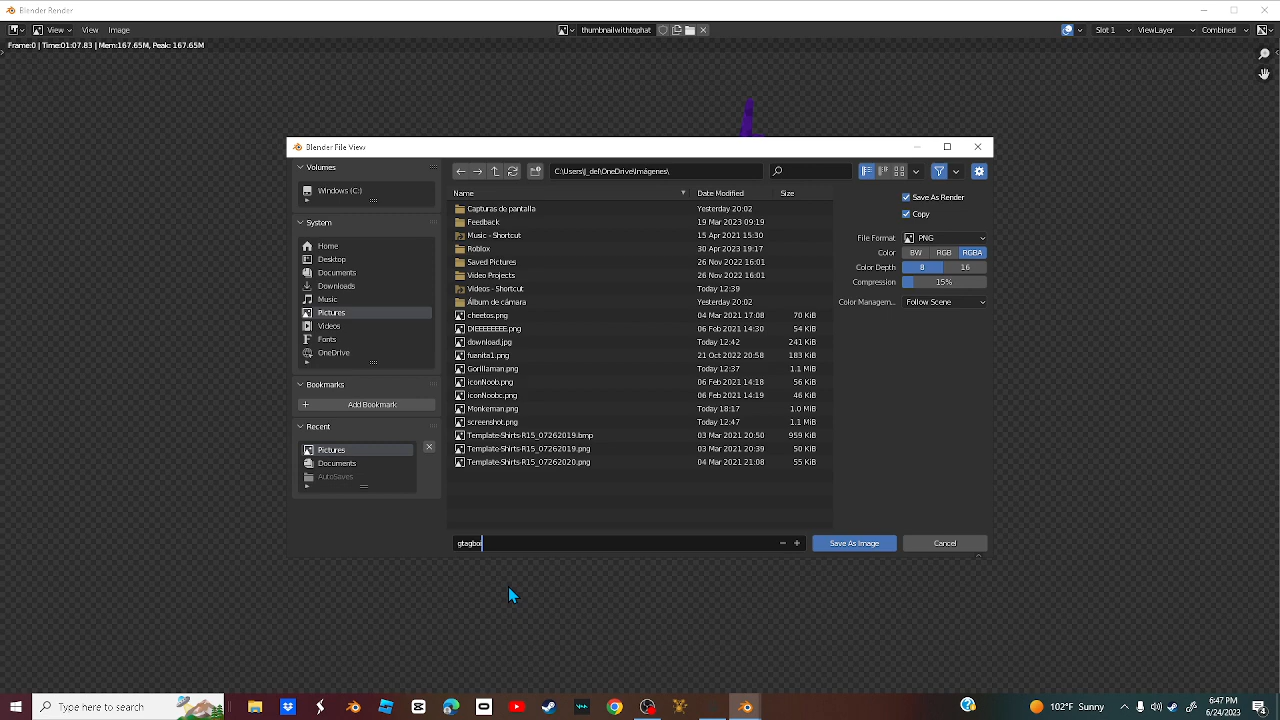 Blender Render
View View Image thumbnailwithtophat Slot 1 ViewLayer Combined
Frame:0 | Time:01:07.83 | Mem:167.65M, Peak: 167.65M
Blender File View
Volumes
C:\Users\J_del\OneDrive\Imágenes\
Windows (C:)
Name Date Modified Size
Save As Render
Capturas de pantalla Yesterday 20:02
Copy
System
Feedback 19 Mar 2023 09:19
Music - Shortcut 15 Apr 2021 15:30
File Format PNG
Home
Roblox 30 Apr 2023 19:17
Color BW RGB RGBA
Desktop
Saved Pictures 26 Nov 2022 16:01
Color Depth 8 16
Documents
Video Projects 26 Nov 2022 16:01
Compression 15%
Downloads
Videos - Shortcut Today 12:39
Music
Álbum de câmara Yesterday 20:02
Color Managem... Follow Scene
Pictures
cheetos.png 04 Mar 2021 17:08 70 KiB
Videos
DIEEEEEEEE.png 06 Feb 2021 14:30 54 KiB
Fonts
download.jpg Today 12:42 241 KiB
OneDrive
fuanita1.png 21 Oct 2022 20:58 183 KiB
Gorillaman.png Today 12:37 1.1 MiB
Bookmarks
iconNoob.png 06 Feb 2021 14:18 56 KiB
iconNoobc.png 06 Feb 2021 14:19 46 KiB
Add Bookmark
Monkeman.png Today 18:17 1.0 MiB
Recent
screenshot.png Today 12:47 1.1 MiB
Template-Shirts-R15_07262019.bmp 03 Mar 2021 20:50 959 KiB
Pictures
Template-Shirts-R15_07262019.png 03 Mar 2021 20:39 50 KiB
Documents
Template-Shirts-R15_07262020.png 04 Mar 2021 21:08 55 KiB
AutoSaves
gtagbot Save As Image Cancel
Type here to search
102°F Sunny
6:47 PM
6/24/2023